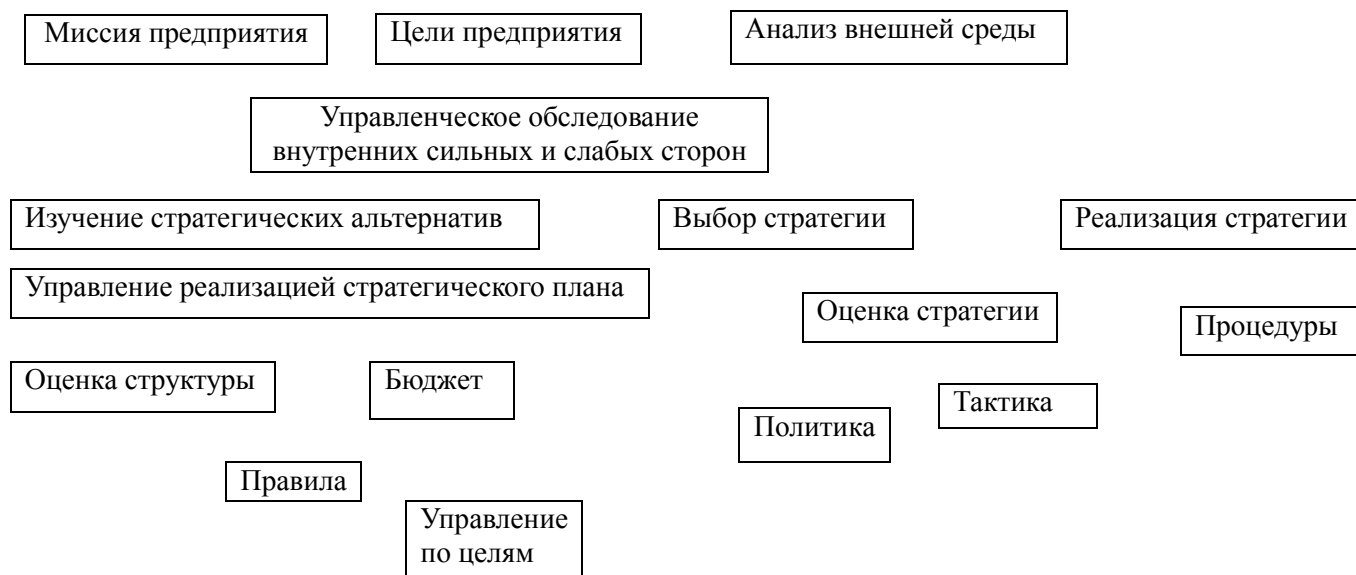 Миссия предприятия
Цели предприятия
Анализ внешней среды
Управленческое обследование
внутренних сильных и слабых сторон
Изучение стратегических альтернатив
Выбор стратегии
Реализация стратегии
Управление реализацией стратегического плана
Оценка стратегии
Процедуры
Оценка структуры
Бюджет
Тактика
Политика
Правила
Управление
по целям